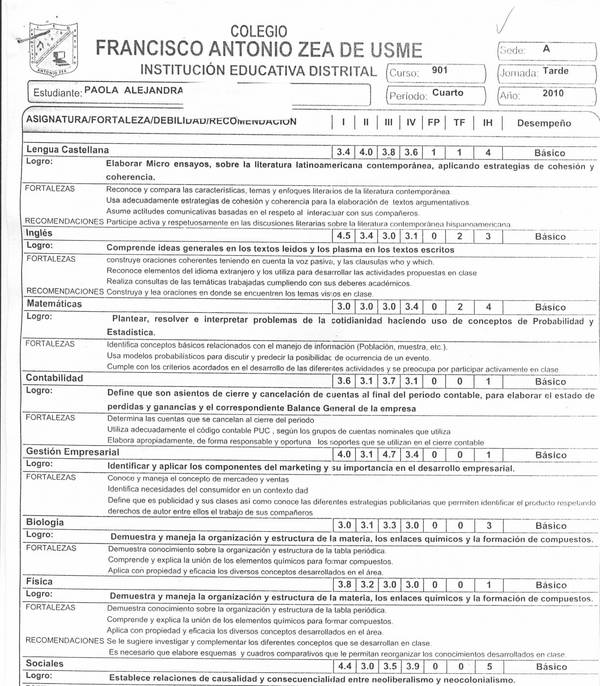 COLEGIO
FRANCISCO ANTONIO ZEA DE USME
INSTITUCIÓN EDUCATIVA DISTRITAL
ANTONIO ZEA
Sede: A
Curso: 901
Jornada: Tarde
Estudiante: PAOLA ALEJANDRA
Período: Cuarto
Año: 2010
ASIGNATURA/FORTALEZA/DEBILIDAD/RECOMENDACION I II III IV FP TF IH Desempeño
Lengua Castellana 3.4 4.0 3.8 3.6 1 1 4 Básico
Logro: Elaborar Micro ensayos, sobre la literatura latinoamericana contemporánea, aplicando estrategias de cohesión y
coherencia.
FORTALEZAS Reconoce y compara las características, temas y enfoques literarios de la literatura contemporánea
Usa adecuadamente estrategias de cohesión y coherencia para la elaboración de textos argumentativos.
Asume actitudes comunicativas basadas en el respeto al interactuar con sus compañeros.
RECOMENDACIONES Participe activa y respetuosamente en las discusiones literarias sobre la literatura contemporánea hispanoamericana
Inglés 4.5 3.4 3.0 3.1 0 2 3 Básico
Logro: Comprende ideas generales en los textos leidos y los plasma en los textos escritos
FORTALEZAS construye oraciones coherentes teniendo en cuenta la voz pasiva, y las clausulas who y which.
Reconoce elementos del idioma extranjero y los utiliza para desarrollar las actividades propuestas en clase
Realiza consultas de las temáticas trabajadas cumpliendo con sus deberes académicos.
RECOMENDACIONES Construya y lea oraciones en donde se encuentren los temas vistos en clase.
Matemáticas 3.0 3.0 3.0 3.4 0 2 4 Básico
Logro: Plantear, resolver e interpretar problemas de la cotidianidad haciendo uso de conceptos de Probabilidad y
Estadística.
FORTALEZAS Identifica conceptos básicos relacionados con el manejo de información (Población, muestra, etc.).
Usa modelos probabilísticos para discutir y predecir la posibilidad de ocurrencia de un evento.
Cumple con los criterios acordados en el desarrollo de las diferentes actividades y se preocupa por participar activamente en clase
Contabilidad 3.6 3.1 3.7 3.1 0 0 1 Básico
Logro: Define que son asientos de cierre y cancelación de cuentas al final del periodo contable, para elaborar el estado de
perdidas y ganancias y el correspondiente Balance General de la empresa
FORTALEZAS Determina las cuentas que se cancelan al cierre del periodo
Utiliza adecuadamente el código contable PUC , según los grupos de cuentas nominales que utiliza
Elabora apropiadamente, de forma responsable y oportuna los soportes que se utilizan en el cierre contable
Gestión Empresarial 4.0 3.1 4.7 3.4 0 0 1 Básico
Logro: Identificar y aplicar los componentes del marketing y su importancia en el desarrollo empresarial.
FORTALEZAS Conoce y maneja el concepto de mercadeo y ventas
Identifica necesidades del consumidor en un contexto dad
Define que es publicidad y sus clases así como conoce las diferentes estrategias publicitarias que permiten identificar el producto respetando
derechos de autor entre ellos el trabajo de sus compañeros
Biología 3.0 3.1 3.3 3.0 0 0 3 Básico
Logro: Demuestra y maneja la organización y estructura de la materia, los enlaces químicos y la formación de compuestos.
FORTALEZAS Demuestra conocimiento sobre la organización y estructura de la tabla periódica.
Comprende y explica la unión de los elementos químicos para formar compuestos.
Aplica con propiedad y eficacia los diversos conceptos desarrollados en el área.
Física 3.8 3.2 3.0 3.0 0 0 1 Básico
Logro: Demuestra y maneja la organización y estructura de la materia, los enlaces químicos y la formación de compuestos.
FORTALEZAS Demuestra conocimiento sobre la organización y estructura de la tabla periódica.
Comprende y explica la unión de los elementos químicos para formar compuestos.
Aplica con propiedad y eficacia los diversos conceptos desarrollados en el área.
RECOMENDACIONES Se le sugiere investigar y complementar los diferentes conceptos que se desarrollan en clase.
Es necesario que elabore esquemas y cuadros comparativos que le permitan reorganizar los conocimientos desarrollados en clase.
Sociales 4.4 3.0 3.5 3.9 0 0 5 Básico
Logro: Establece relaciones de causalidad y consecuencialidad entre neoliberalismo y neocolonialismo.